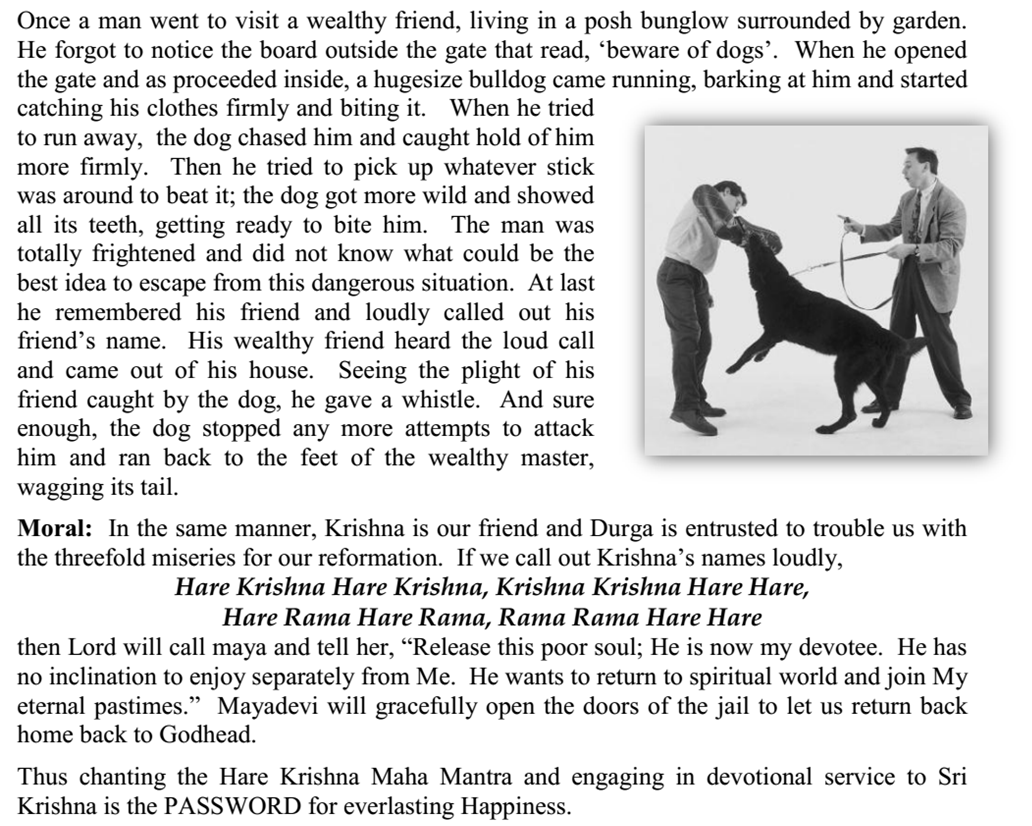 Once a man went to visit a wealthy friend, living in a posh bunglow surrounded by garden.
He forgot to notice the board outside the gate that read, ‘beware of dogs’. When he opened
the gate and as proceeded inside, a hugesize bulldog came running, barking at him and started
catching his clothes firmly and biting it. When he tried
to run away, the dog chased him and caught hold of him
more firmly. Then he tried to pick up whatever stick
was around to beat it; the dog got more wild and showed
all its teeth, getting ready to bite him. The man was
totally frightened and did not know what could be the
best idea to escape from this dangerous situation. At last
he remembered his friend and loudly called out his
friend’s name. His wealthy friend heard the loud call
and came out of his house. Seeing the plight of his
friend caught by the dog, he gave a whistle. And sure
enough, the dog stopped any more attempts to attack
him and ran back to the feet of the wealthy master,
wagging its tail.
Moral: In the same manner, Krishna is our friend and Durga is entrusted to trouble us with
the threefold miseries for our reformation. If we call out Krishna’s names loudly,
Hare Krishna Hare Krishna, Krishna Krishna Hare Hare,
Hare Rama Hare Rama, Rama Rama Hare Hare
then Lord will call maya and tell her, “Release this poor soul; He is now my devotee. He has
no inclination to enjoy separately from Me. He wants to return to spiritual world and join My
eternal pastimes.” Mayadevi will gracefully open the doors of the jail to let us return back
home back to Godhead.
Thus chanting the Hare Krishna Maha Mantra and engaging in devotional service to Sri
Krishna is the PASSWORD for everlasting Happiness.